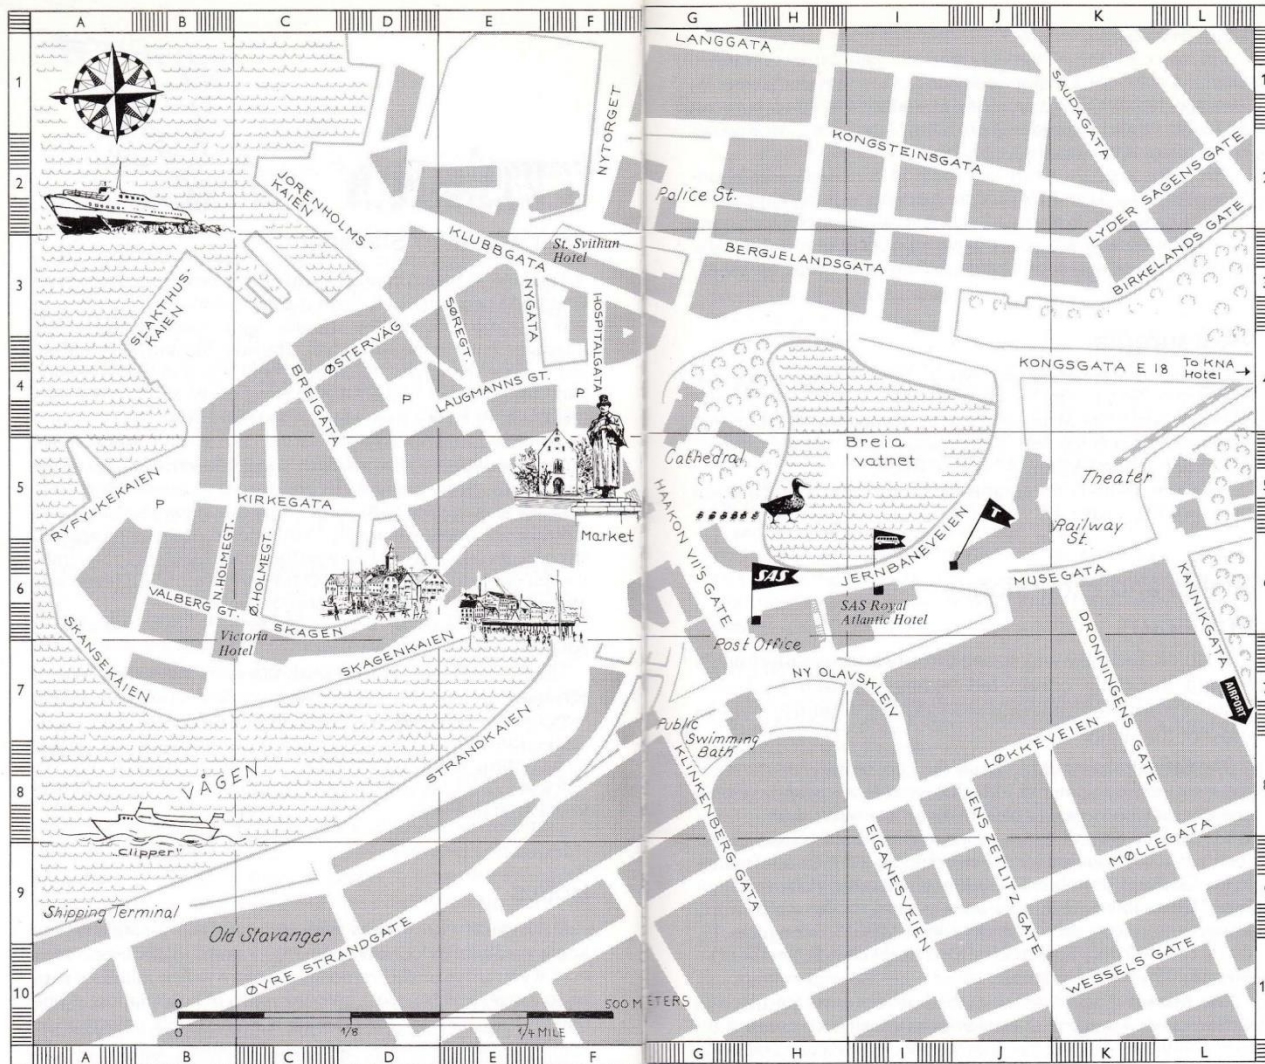 A B C D E F G H I J K L
1
LANGGATA
SAUDAGATA
NYTORGET
KONGSTEINSGATA
2
JORENHOLMS-
KAIEN
Police St.
LYDER SAGENS GATE
BIRKELANDS GATE
KLUBBGATA
St. Svithun
Hotel
BERGJELANDSGATA
3
SLAKTHUS
KAIEN
ØSTERVÅG
SØREGT.
NYGATA
HOSPITALGATA
4
BREIGATA
P
LAUGMANNS GT.
P
KONGSGATA E 18
To KNA
Hotel
Cathedral
Breia
vatnet
Theater
5
RYFYLKEKAIEN
P
KIRKEGATA
HAAKON VII'S GATE
T
Railway
St.
Market
N. HOLMEGT.
Ø. HOLMEGT.
SAS
JERNBANEVEIEN
MUSEGATA
KANNIKGATA
6
VALBERG GT.
SKAGEN
SAS Royal
Atlantic Hotel
DRONNINGENS GATE
Victoria
Hotel
SKANSEKAIEN
SKAGENKAIEN
Post Office
7
NY OLAVSKLEIV
AIRPORT
STRANDKAIEN
Public
Swimming
Bath
LØKKEVEIEN
VÅGEN
8
KLINKENBERG-GATA
EIGANESVEIEN
JENS ZETLITZ GATE
MØLLEGATA
„Clipper"
9
Shipping Terminal
Old Stavanger
ØVRE STRANDGATE
WESSELS GATE
10
0 500 METERS
0 1/8 1/4 MILE
A B C D E F G H I J K L